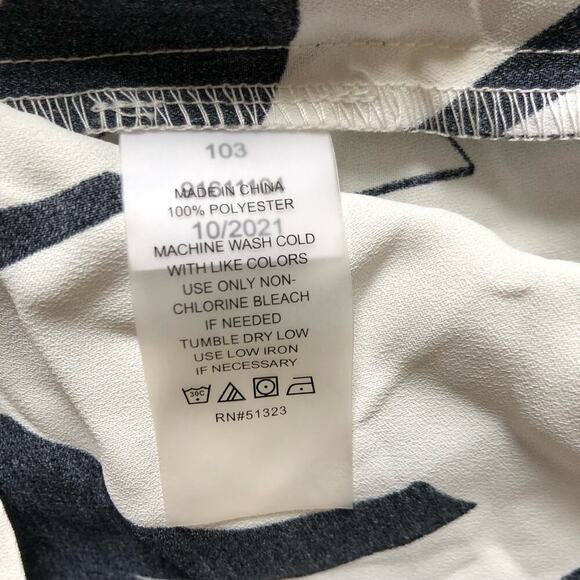 103
MADE IN CHINA
100% POLYESTER
10/2021
MACHINE WASH COLD
WITH LIKE COLORS
USE ONLY NON-
CHLORINE BLEACH
IF NEEDED
TUMBLE DRY LOW
USE LOW IRON
IF NECESSARY
30C
RN#51323